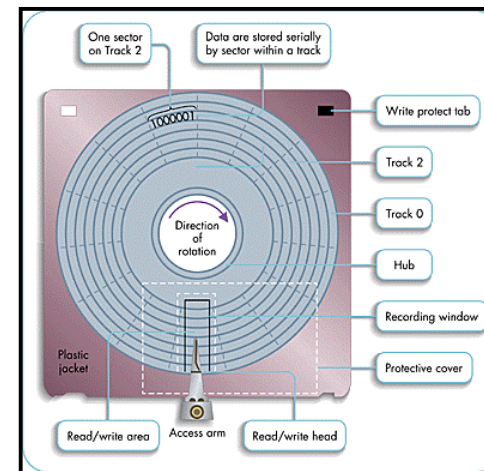 One sector
on Track 2
Data are stored serially
by sector within a track
1000001
Write protect tab
Track 2
Track 0
Direction
of
rotation
Hub
Recording window
Plastic
jacket
Protective cover
Read/write area
Access arm
Read/write head